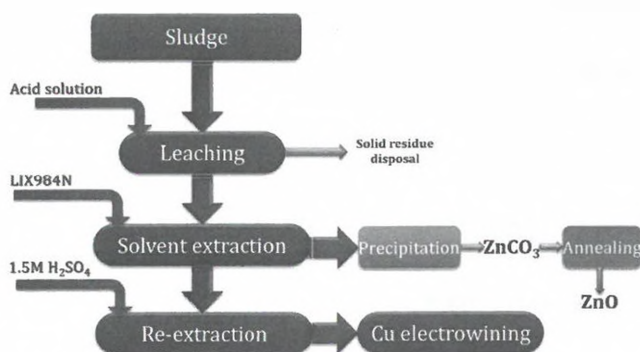 Sludge
Acid solution
Leaching
Solid residue
disposal
LIX984N
Solvent extraction
Precipitation
ZnCO₃
Annealing
ZnO
1.5M H₂SO₄
Re-extraction
Cu electrowining